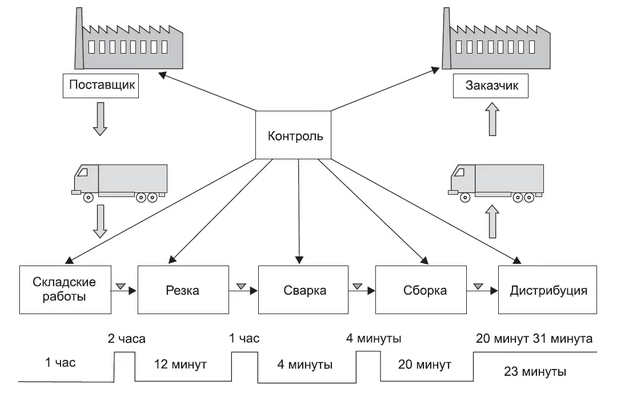 Поставщик
Заказчик
Контроль
Складские
работы
Резка
Сварка
Сборка
Дистрибуция
2 часа
1 час
4 минуты
20 минут 31 минута
1 час
12 минут
4 минуты
20 минут
23 минуты